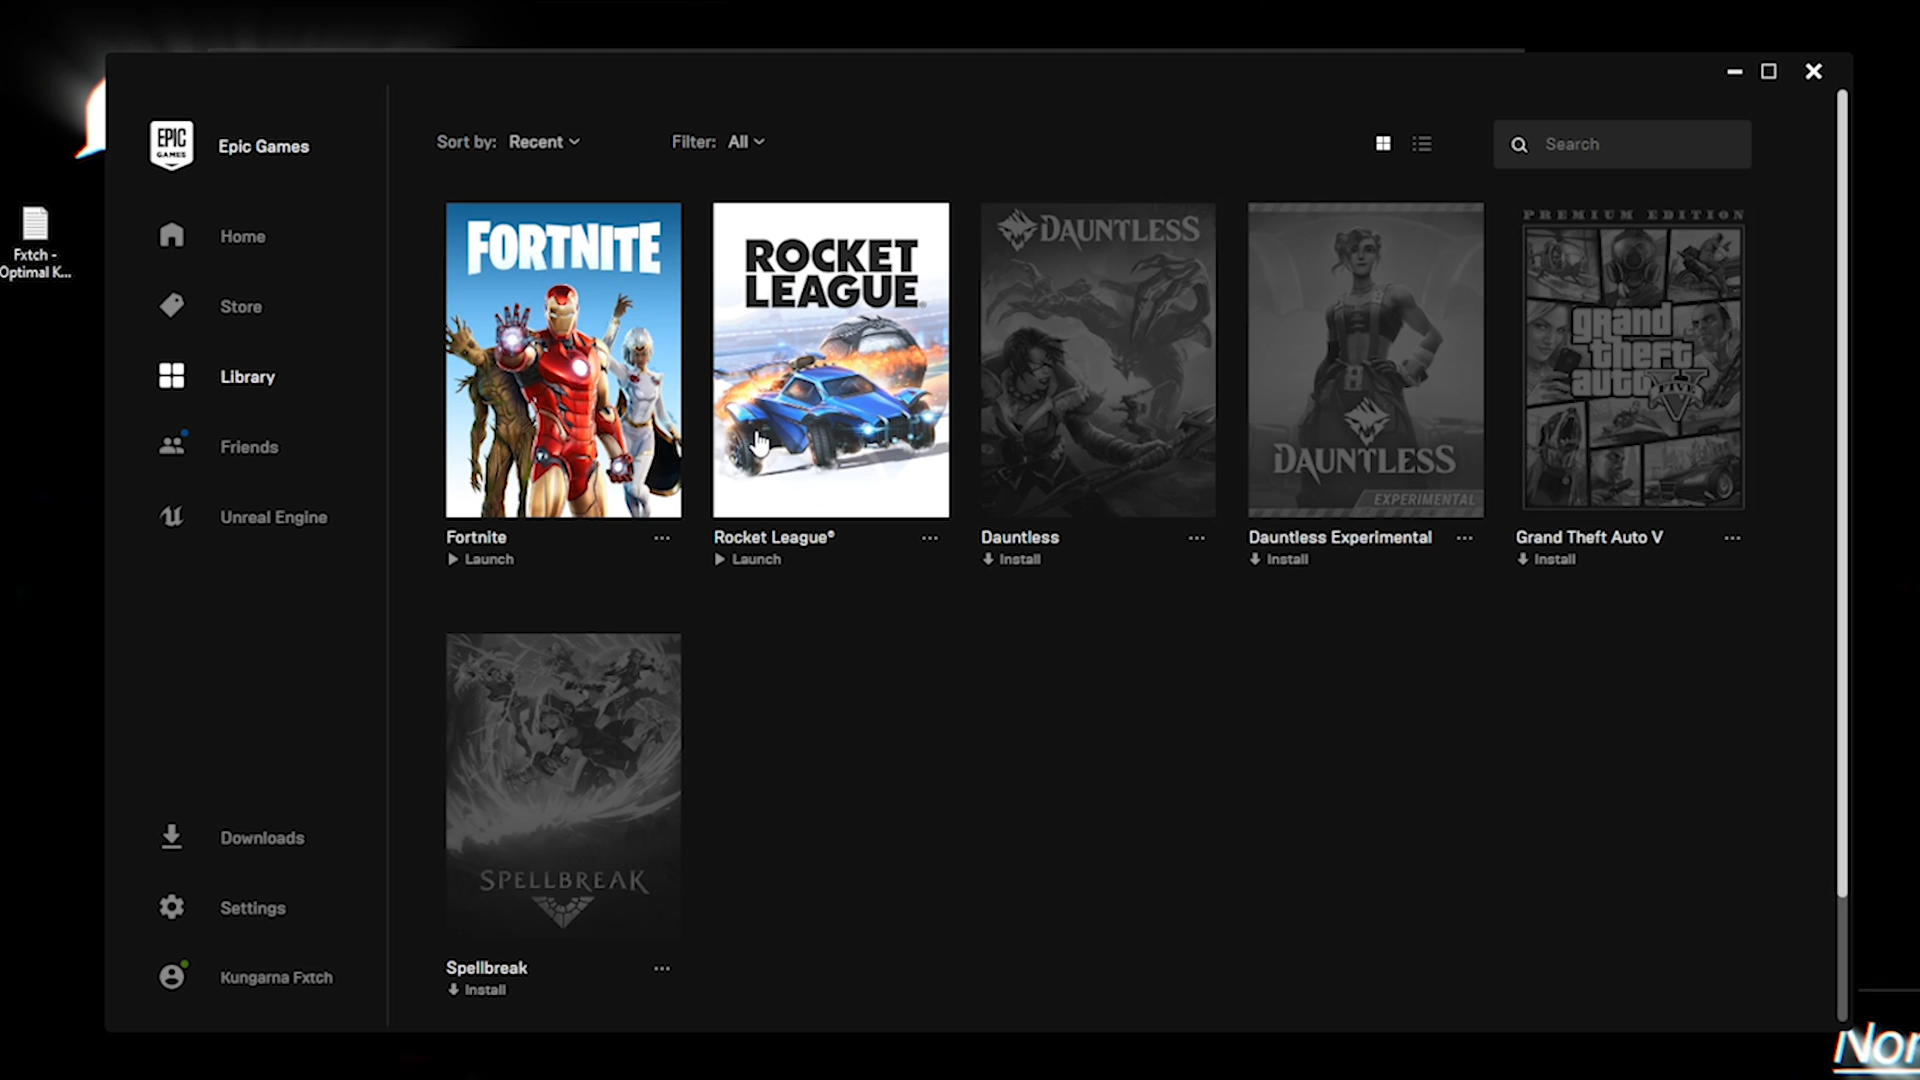 EPIC
GAMES
Epic Games
Home
Store
Library
Friends
Unreal Engine
Downloads
Settings
Kungarna Fxtch
Fxtch -
Optimal K...
Sort by: Recent
Filter: All
Search
FORTNITE
Fortnite
...
Launch
ROCKET
LEAGUE®
Rocket League®
...
Launch
DAUNTLESS
Dauntless
...
Install
DAUNTLESS
EXPERIMENTAL
Dauntless Experimental
...
Install
PREMIUM EDITION
grand
theft
auto V
FIVE
Grand Theft Auto V
...
Install
SPELLBREAK
Spellbreak
...
Install
Nor